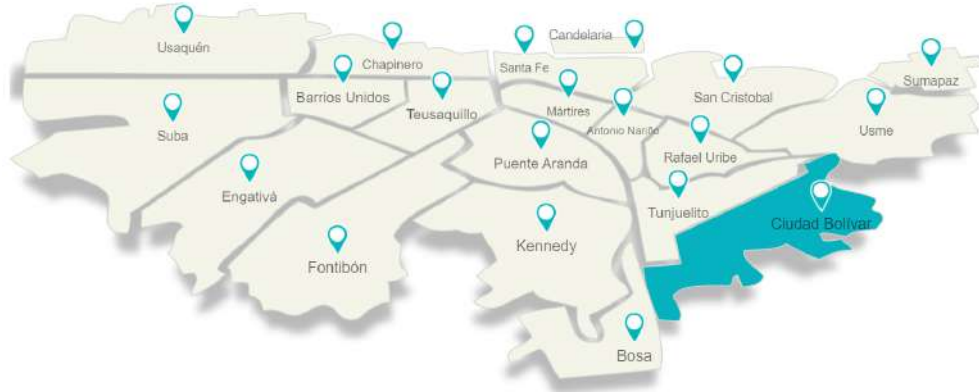 Usaquén
Candelaria
Chapinero
Santa Fe
Sumapaz
Barrios Unidos
San Cristobal
Teusaquillo
Mártires
Suba
Antonio Nariño
Usme
Rafael Uribe
Puente Aranda
Engativá
Tunjuelito
Ciudad Bolívar
Kennedy
Fontibón
Bosa